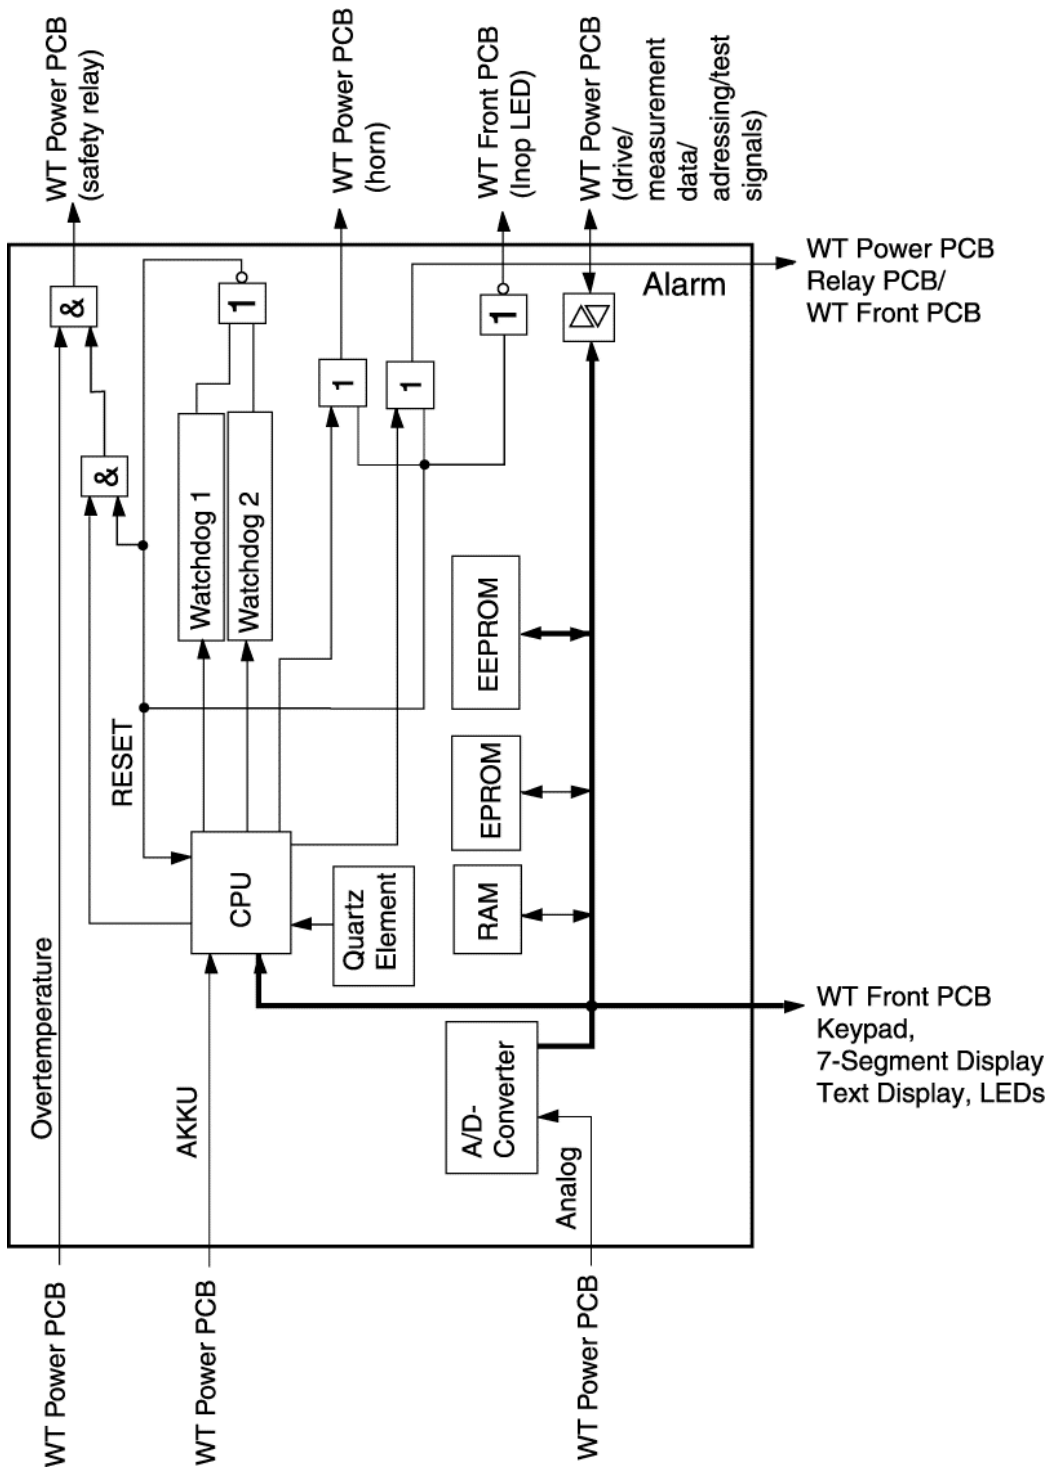 WT Power PCB
(safety relay)
WT Power PCB
(horn)
WT Front PCB
(Inop LED)
WT Power PCB
(drive/
measurement
data/
adressing/test
signals)
WT Power PCB
Relay PCB/
WT Front PCB
Alarm
&
1
1
1
1
&
Watchdog 1
Watchdog 2
EEPROM
RESET
EPROM
CPU
Quartz
Element
RAM
Overtemperature
WT Front PCB
Keypad,
7-Segment Display
Text Display, LEDs
AKKU
A/D-
Converter
Analog
WT Power PCB
WT Power PCB
WT Power PCB